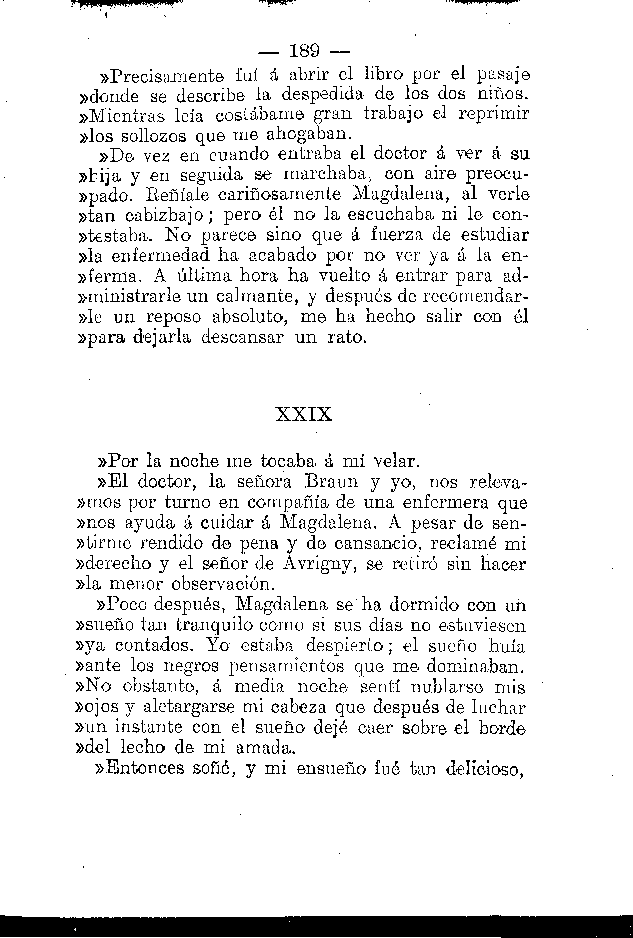 — 189 —
»Precisamente fuí á abrir el libro por el pasaje
»donde se describe la despedida de los dos niños.
»Mientras leía costábame gran trabajo el reprimir
»los sollozos que me ahogaban.
»De vez en cuando entraba el doctor á ver á su
»hija y en seguida se marchaba, con aire preocu-
»pado. Reñíale cariñosamente Magdalena, al verle
»tan cabizbajo; pero él no la escuchaba ni le con-
»testaba. No parece sino que á fuerza de estudiar
»la enfermedad ha acabado por no ver ya á la en-
»ferma. A última hora ha vuelto á entrar para ad-
»ministrarle un calmante, y después de recomendar-
»le un reposo absoluto, me ha hecho salir con él
»para dejarla descansar un rato.
XXIX
»Por la noche me tocaba á mi velar.
»El doctor, la señora Braun y yo, nos releva-
»mos por turno en compañía de una enfermera que
»nos ayuda á cuidar á Magdalena. A pesar de sen-
»tirme rendido de pena y de cansancio, reclamé mi
»derecho y el señor de Avrigny, se retiró sin hacer
»la menor observación.
»Poco después, Magdalena se ha dormido con un
»sueño tan tranquilo como si sus días no estuviesen
»ya contados. Yo estaba despierto; el sueño huía
»ante los negros pensamientos que me dominaban.
»No obstante, á media noche sentí nublarse mis
»ojos y aletargarse mi cabeza que después de luchar
»un instante con el sueño dejé caer sobre el borde
»del lecho de mi amada.
»Entonces soñé, y mi ensueño fué tan delicioso,